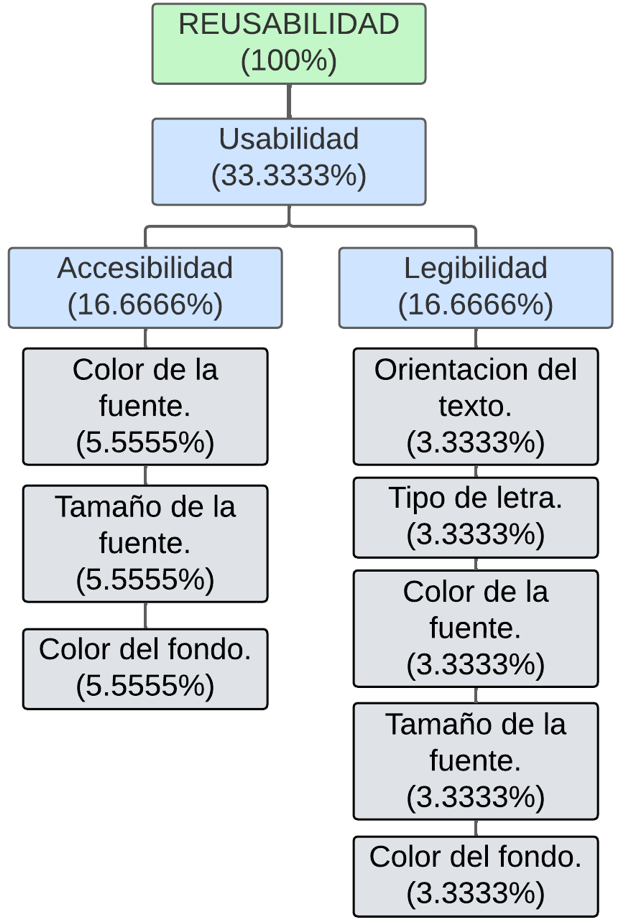 REUSABILIDAD
(100%)
Usabilidad
(33.3333%)
Accesibilidad
(16.6666%)
Color de la
fuente.
(5.5555%)
Tamaño de la
fuente.
(5.5555%)
Color del fondo.
(5.5555%)
Legibilidad
(16.6666%)
Orientacion del
texto.
(3.3333%)
Tipo de letra.
(3.3333%)
Color de la
fuente.
(3.3333%)
Tamaño de la
fuente.
(3.3333%)
Color del fondo.
(3.3333%)